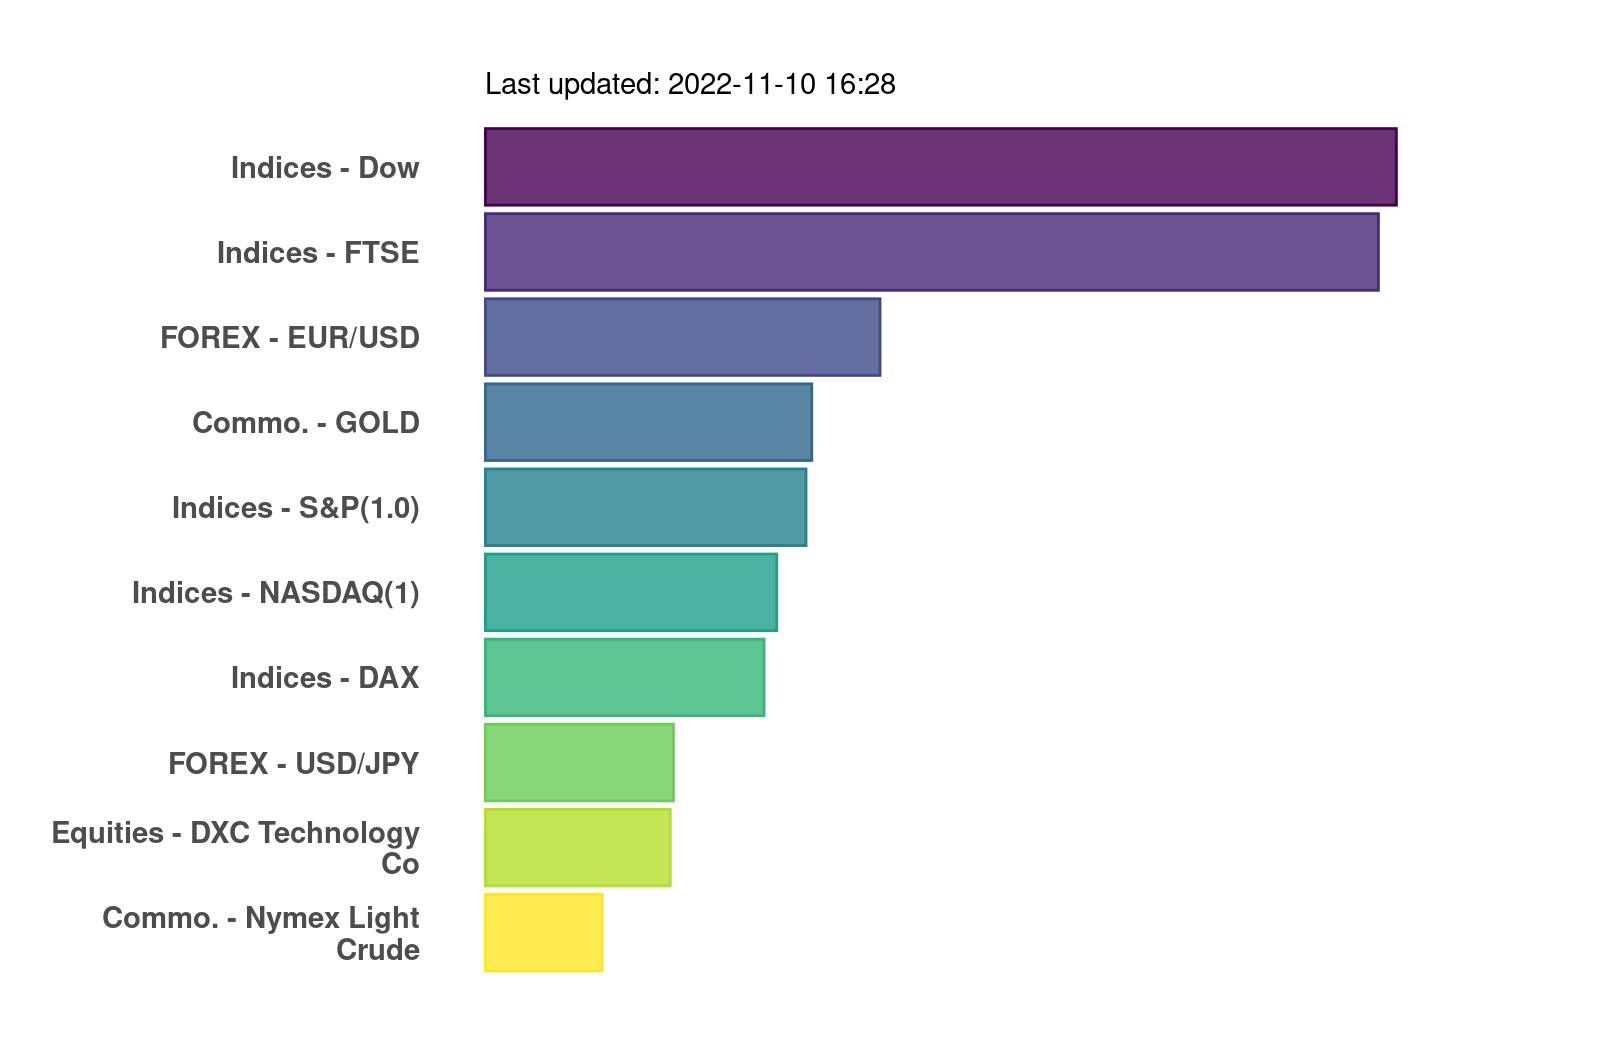 Last updated: 2022-11-10 16:28
Indices - Dow
Indices - FTSE
FOREX - EUR/USD
Commo. - GOLD
Indices - S&P(1.0)
Indices - NASDAQ(1)
Indices - DAX
FOREX - USD/JPY
Equities - DXC Technology
Co
Commo. - Nymex Light
Crude